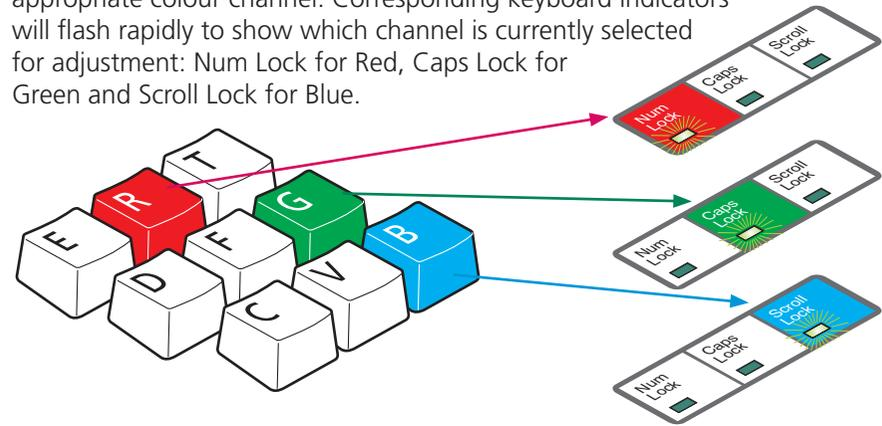 appropriate colour channel. Corresponding keyboard indicators
will flash rapidly to show which channel is currently selected
for adjustment: Num Lock for Red, Caps Lock for
Green and Scroll Lock for Blue.
T
R
G
E
F
B
D
V
C
Num
Lock
Caps
Lock
Scroll
Lock
Num
Lock
Caps
Lock
Scroll
Lock
Num
Lock
Caps
Lock
Scroll
Lock